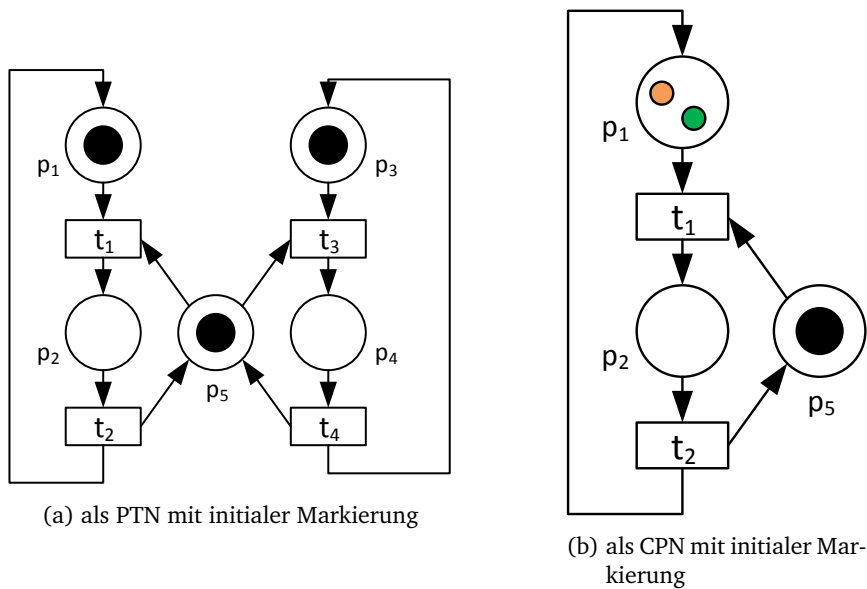 p1
p3
t1
t3
p2
p5
p4
t2
t4
(a) als PTN mit initialer Markierung
p1
t1
p2
p5
t2
(b) als CPN mit initialer Mar-
kierung